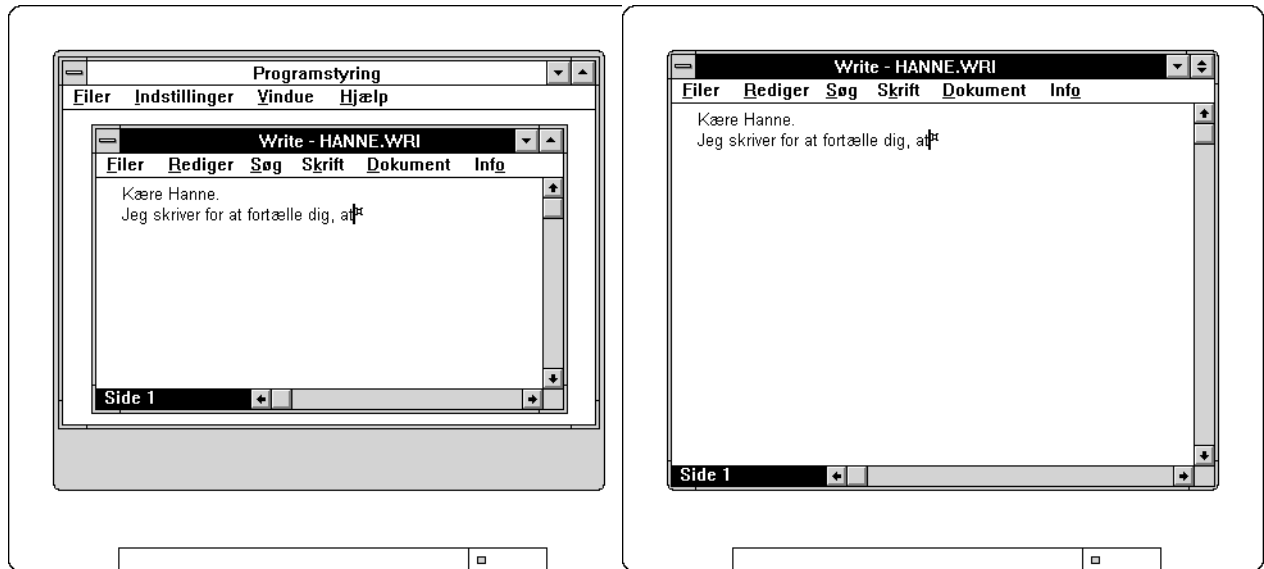 Programstyring
Filer Indstillinger Vindue Hjælp
Write - HANNE.WRI
Filer Rediger Søg Skrift Dokument Info
Kære Hanne.
Jeg skriver for at fortælle dig, at¤
Side 1
Write - HANNE.WRI
Filer Rediger Søg Skrift Dokument Info
Kære Hanne.
Jeg skriver for at fortælle dig, at¤
Side 1